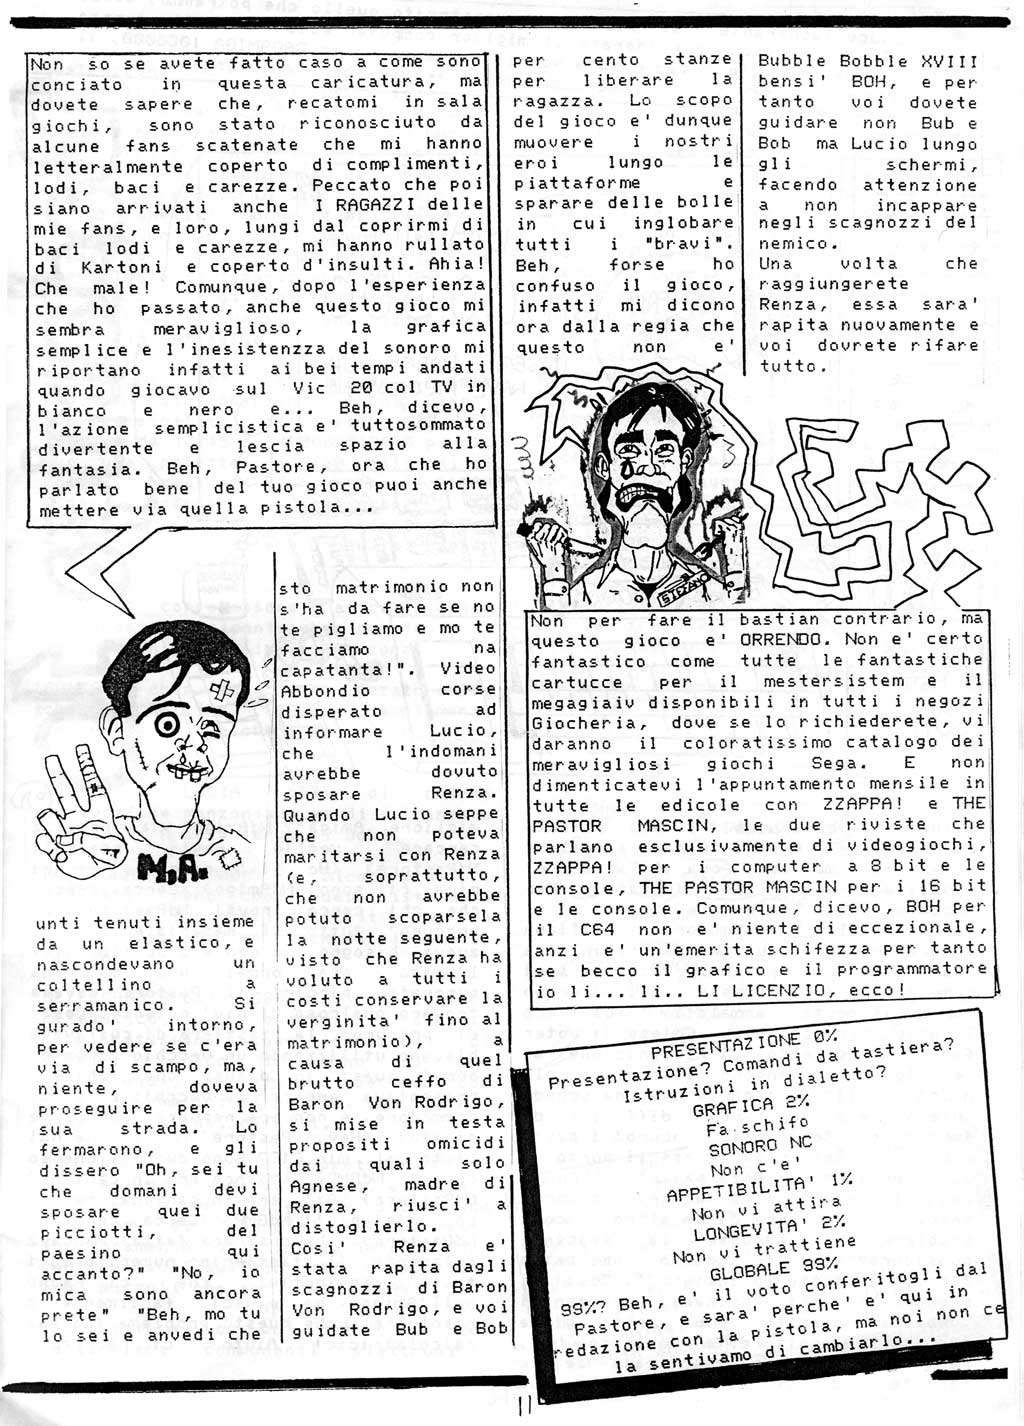 Non so se avete fatto caso a come sono
conciato in questa caricatura, ma
dovete sapere che, recatomi in sala
giochi, sono stato riconosciuto da
alcune fans scatenate che mi hanno
letteralmente coperto di complimenti,
lodi, baci e carezze. Peccato che poi
siano arrivati anche I RAGAZZI delle
mie fans, e loro, lungi dal coprirmi di
baci lodi e carezze, mi hanno rullato
di Kartoni e coperto d'insulti. Ahia!
Che male! Comunque, dopo l'esperienza
che ho passato, anche questo gioco mi
sembra meraviglioso, la grafica
semplice e l'inesistenzza del sonoro mi
riportano infatti ai bei tempi andati
quando giocavo sul Vic 20 col TV in
bianco e nero e... Beh, dicevo,
l'azione semplicistica e' tuttosommato
divertente e lescia spazio alla
fantasia. Beh, Pastore, ora che ho
parlato bene del tuo gioco puoi anche
mettere via quella pistola...
M.A.
unti tenuti insieme
da un elastico, e
nascondevano un
coltellino a
serramanico. Si
gurado' intorno,
per vedere se c'era
via di scampo, ma,
niente, doveva
proseguire per la
sua strada. Lo
fermarono, e gli
dissero "Oh, sei tu
che domani devi
sposare quei due
picciotti, del
paesino qui
accanto?" "No, io
mica sono ancora
prete" "Beh, mo tu
lo sei e anvedi che
sto matrimonio non
s'ha da fare se no
te pigliamo e mo te
facciamo na
capatanta!". Video
Abbondio corse
disperato ad
informare Lucio,
che l'indomani
avrebbe dovuto
sposare Renza.
Quando Lucio seppe
che non poteva
maritarsi con Renza
(e, soprattutto,
che non avrebbe
potuto scoparsela
la notte seguente,
visto che Renza ha
voluto a tutti i
costi conservare la
verginita' fino al
matrimonio), a
causa di quel
brutto ceffo di
Baron Von Rodrigo,
si mise in testa
propositi omicidi
dai quali solo
Agnese, madre di
Renza, riusci' a
distoglierlo.
Cosi' Renza e'
stata rapita dagli
scagnozzi di Baron
Von Rodrigo, e voi
guidate Bub e Bob
per cento stanze
per liberare la
ragazza. Lo scopo
del gioco e' dunque
muovere i nostri
eroi lungo le
piattaforme e
sparare delle bolle
in cui inglobare
tutti i "bravi".
Beh, forse ho
confuso il gioco,
infatti mi dicono
ora dalla regia che
questo non e'
Bubble Bobble XVIII
bensi' BOH, e per
tanto voi dovete
guidare non Bub e
Bob ma Lucio lungo
gli schermi,
facendo attenzione
a non incappare
negli scagnozzi del
nemico.
Una volta che
raggiungerete
Renza, essa sara'
rapita nuovamente e
voi dovrete rifare
tutto.
STEFANO
Non per fare il bastian contrario, ma
questo gioco e' ORRENDO. Non e' certo
fantastico come tutte le fantastiche
cartucce per il mestersistem e il
megagiaiv disponibili in tutti i negozi
Giocheria, dove se lo richiederete, vi
daranno il coloratissimo catalogo dei
meravigliosi giochi Sega. E non
dimenticatevi l'appuntamento mensile in
tutte le edicole con ZZAPPA! e THE
PASTOR MASCIN, le due riviste che
parlano esclusivamente di videogiochi,
ZZAPPA! per i computer a 8 bit e le
console, THE PASTOR MASCIN per i 16 bit
e le console. Comunque, dicevo, BOH per
il C64 non e' niente di eccezionale,
anzi e' un'emerita schifezza per tanto
se becco il grafico e il programmatore
io li... li.. LI LICENZIO, ecco!
PRESENTAZIONE 0%
Presentazione? Comandi da tastiera?
Istruzioni in dialetto?
GRAFICA 2%
Fa schifo
SONORO NC
Non c'e'
APPETIBILITA' 1%
Non vi attira
LONGEVITA' 2%
Non vi trattiene
GLOBALE 99%
99%? Beh, e' il voto conferitogli dal
Pastore, e sara' perche' e' qui in
redazione con la pistola, ma noi non ce
la sentivamo di cambiarlo...
11